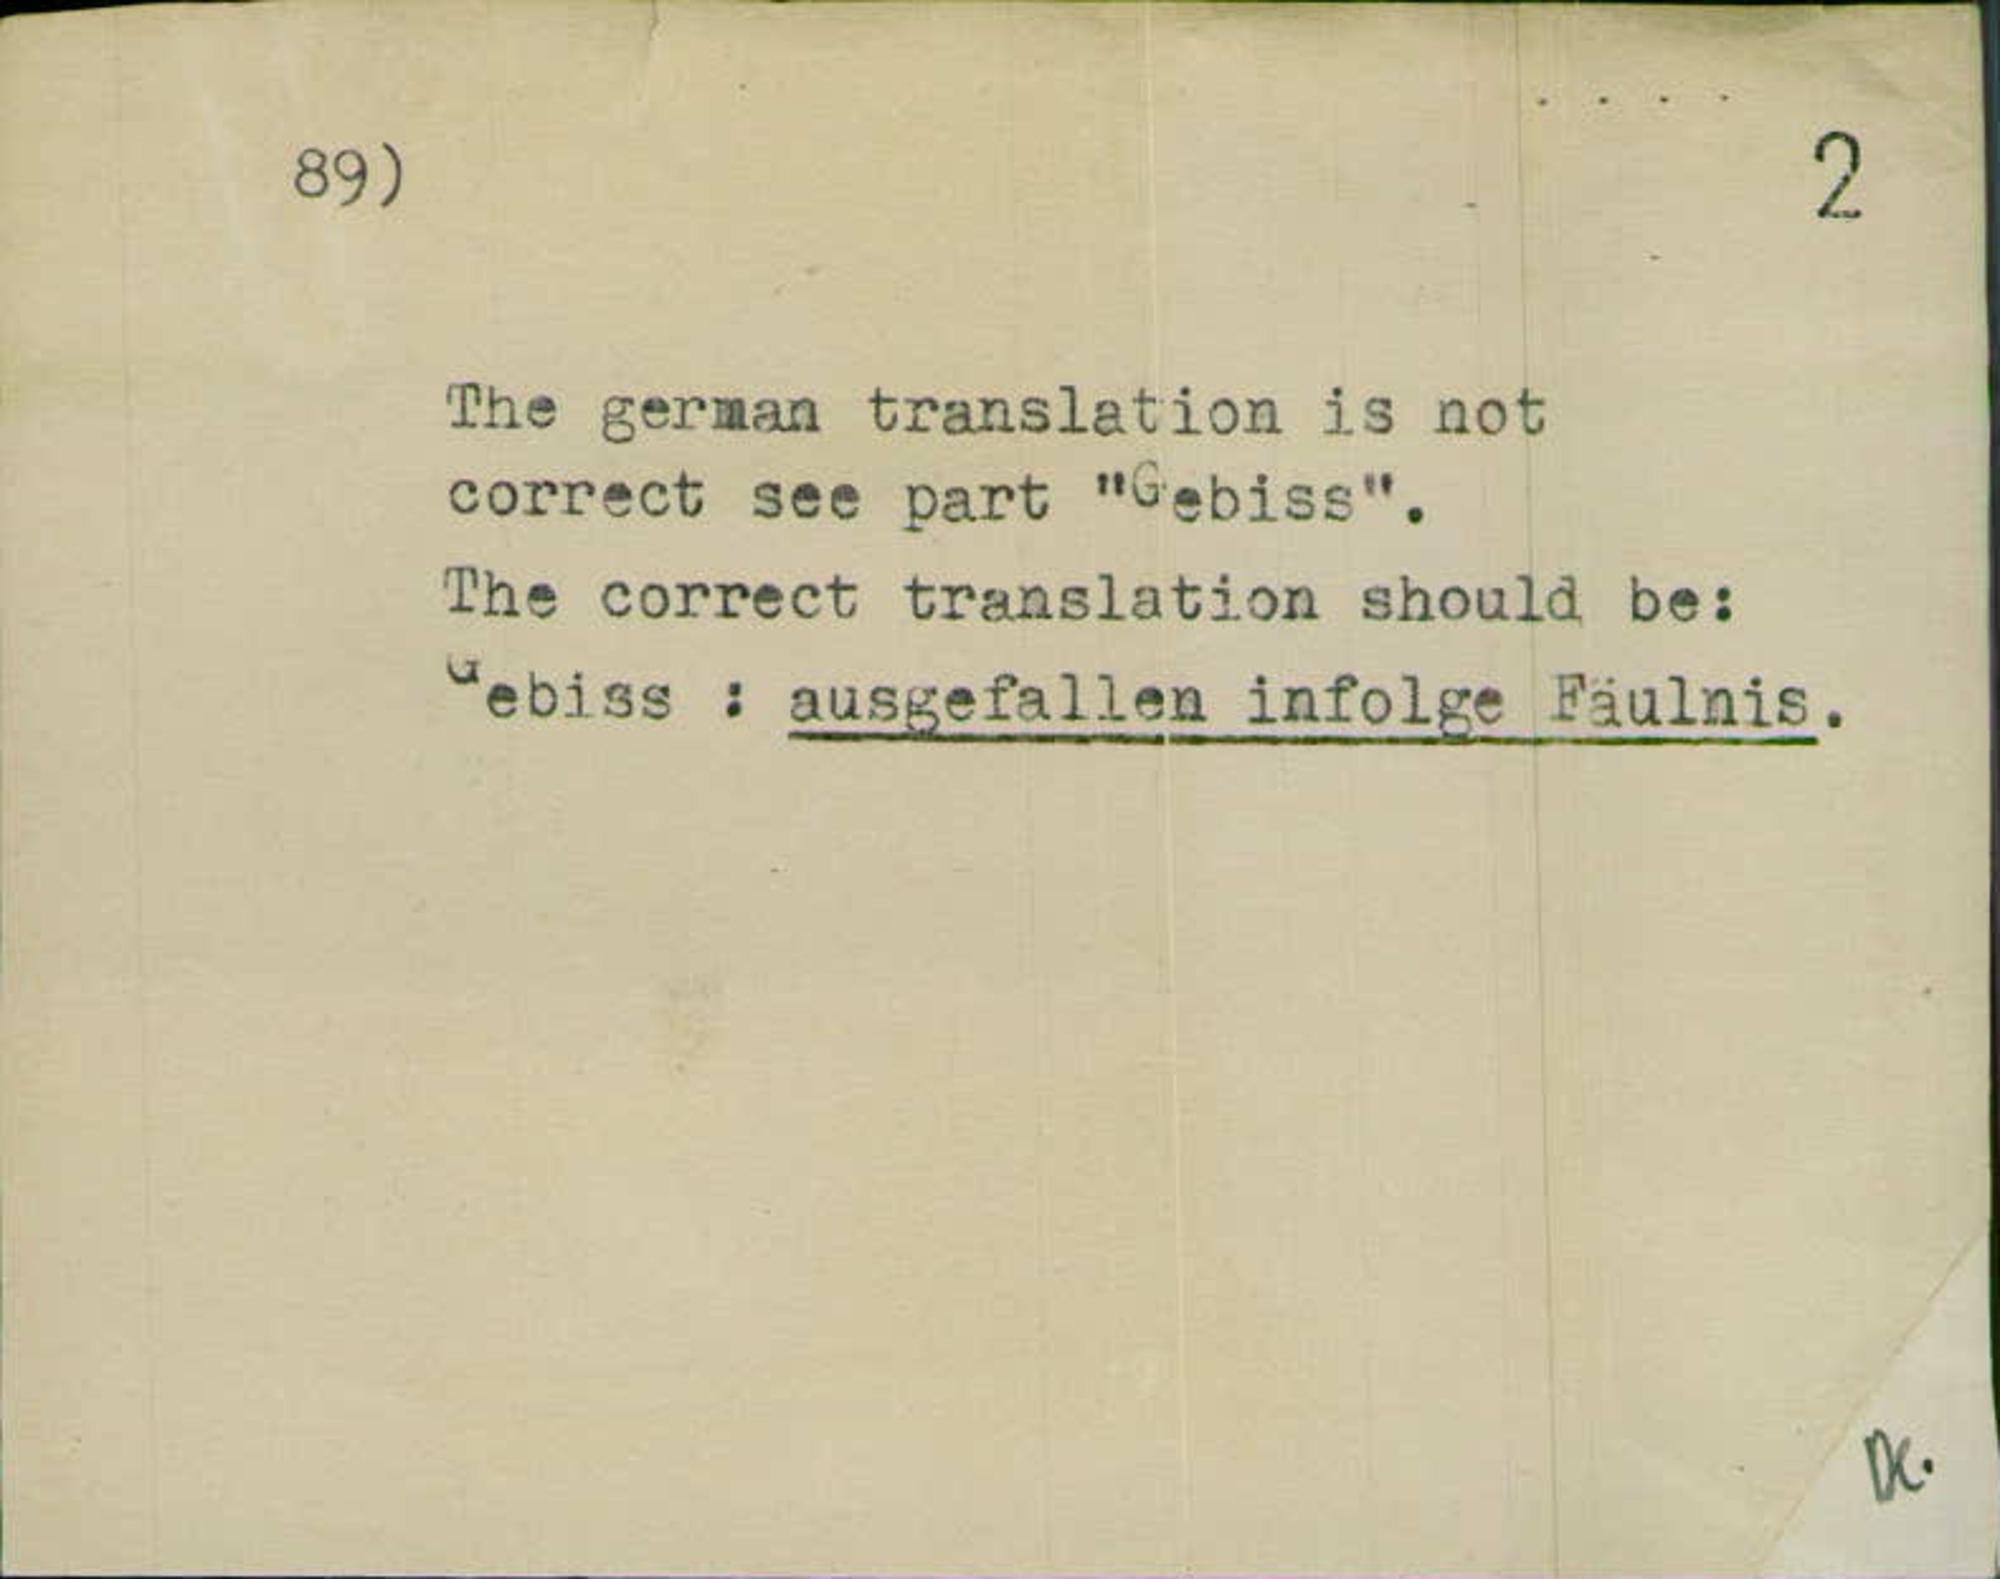 89)
2
The german translation is not
correct see part "Gebiss".
The correct translation should be:
Gebiss : ausgefallen infolge Fäulnis.